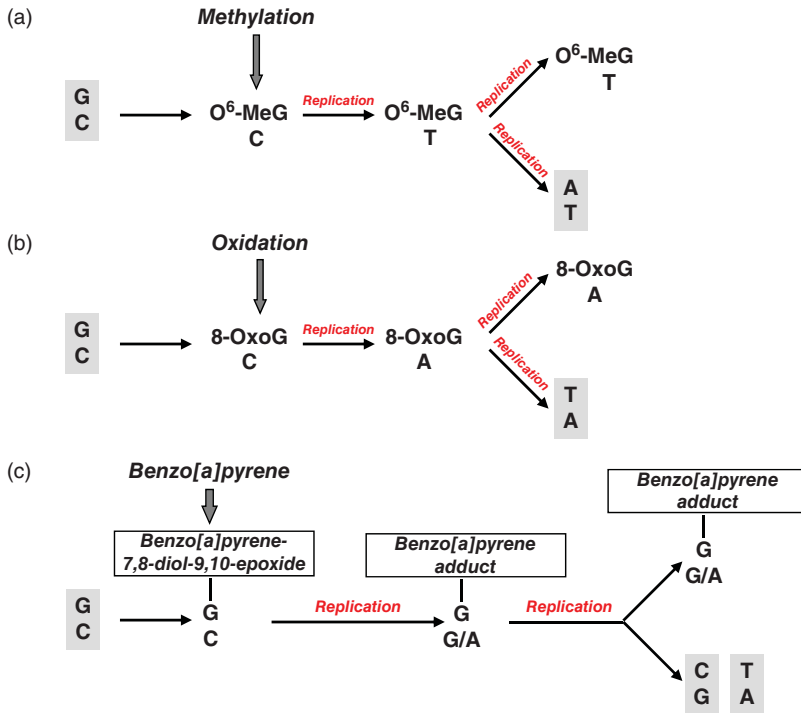 (a)
Methylation
G
C
O⁶-MeG
C
Replication
O⁶-MeG
T
Replication
O⁶-MeG
T
Replication
A
T
(b)
Oxidation
G
C
8-OxoG
C
Replication
8-OxoG
A
Replication
8-OxoG
A
Replication
T
A
(c)
Benzo[a]pyrene
Benzo[a]pyrene-
7,8-diol-9,10-epoxide
G
C
G
C
Replication
Benzo[a]pyrene
adduct
G
G/A
Replication
Benzo[a]pyrene
adduct
G
G/A
C
G
T
A